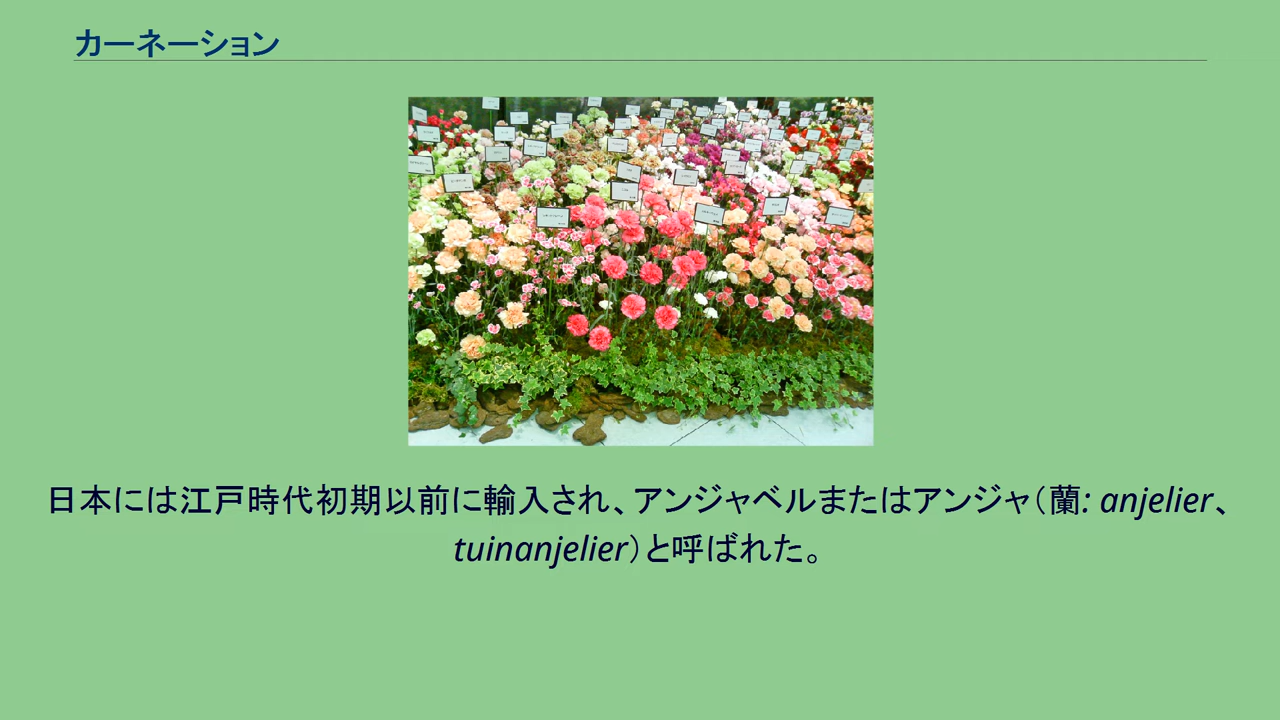 カーネーション
日本には江戸時代初期以前に輸入され、アンジャベルまたはアンジャ（蘭: anjelier、
tuinanjelier）と呼ばれた。